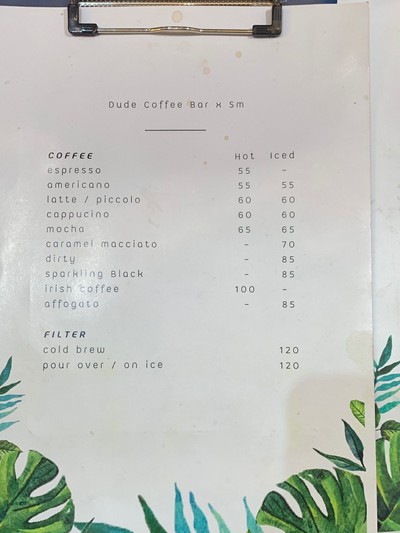 Dude Coffee Bar x Sm
COFFEE Hot Iced
espresso 55 -
americano 55 55
latte / piccolo 60 60
cappucino 60 60
mocha 65 65
caramel macciato - 70
dirty - 85
sparkling Black - 85
irish coffee 100 -
affogato - 85
FILTER
cold brew 120
pour over / on ice 120